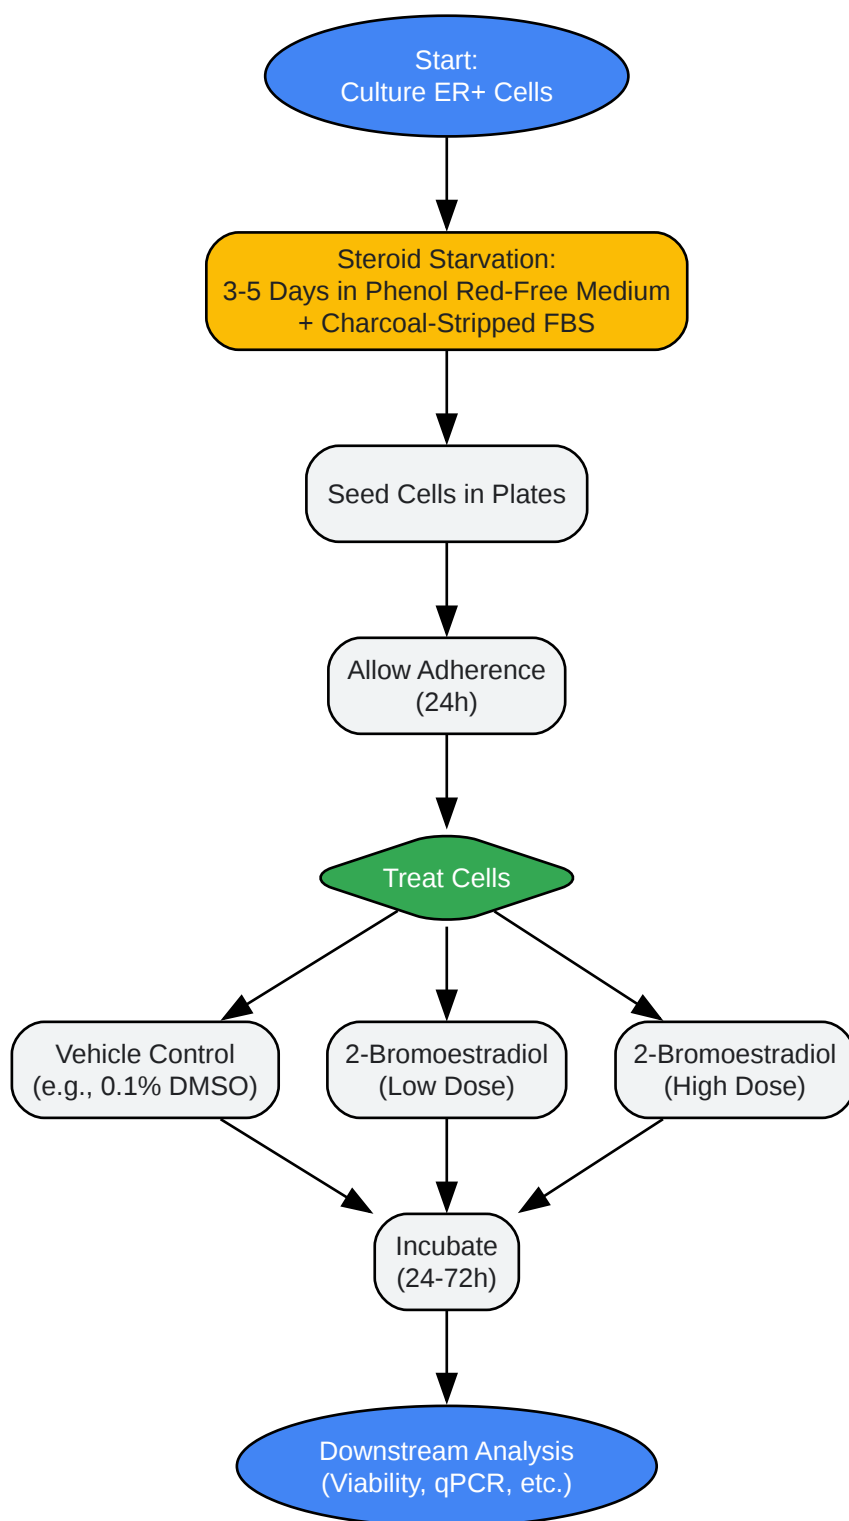 Start:
Culture ER+ Cells
Steroid Starvation:
3-5 Days in Phenol Red-Free Medium
+ Charcoal-Stripped FBS
Seed Cells in Plates
Allow Adherence
(24h)
Treat Cells
Vehicle Control
(e.g., 0.1% DMSO)
2-Bromoestradiol
(Low Dose)
2-Bromoestradiol
(High Dose)
Incubate
(24-72h)
Downstream Analysis
(Viability, qPCR, etc.)